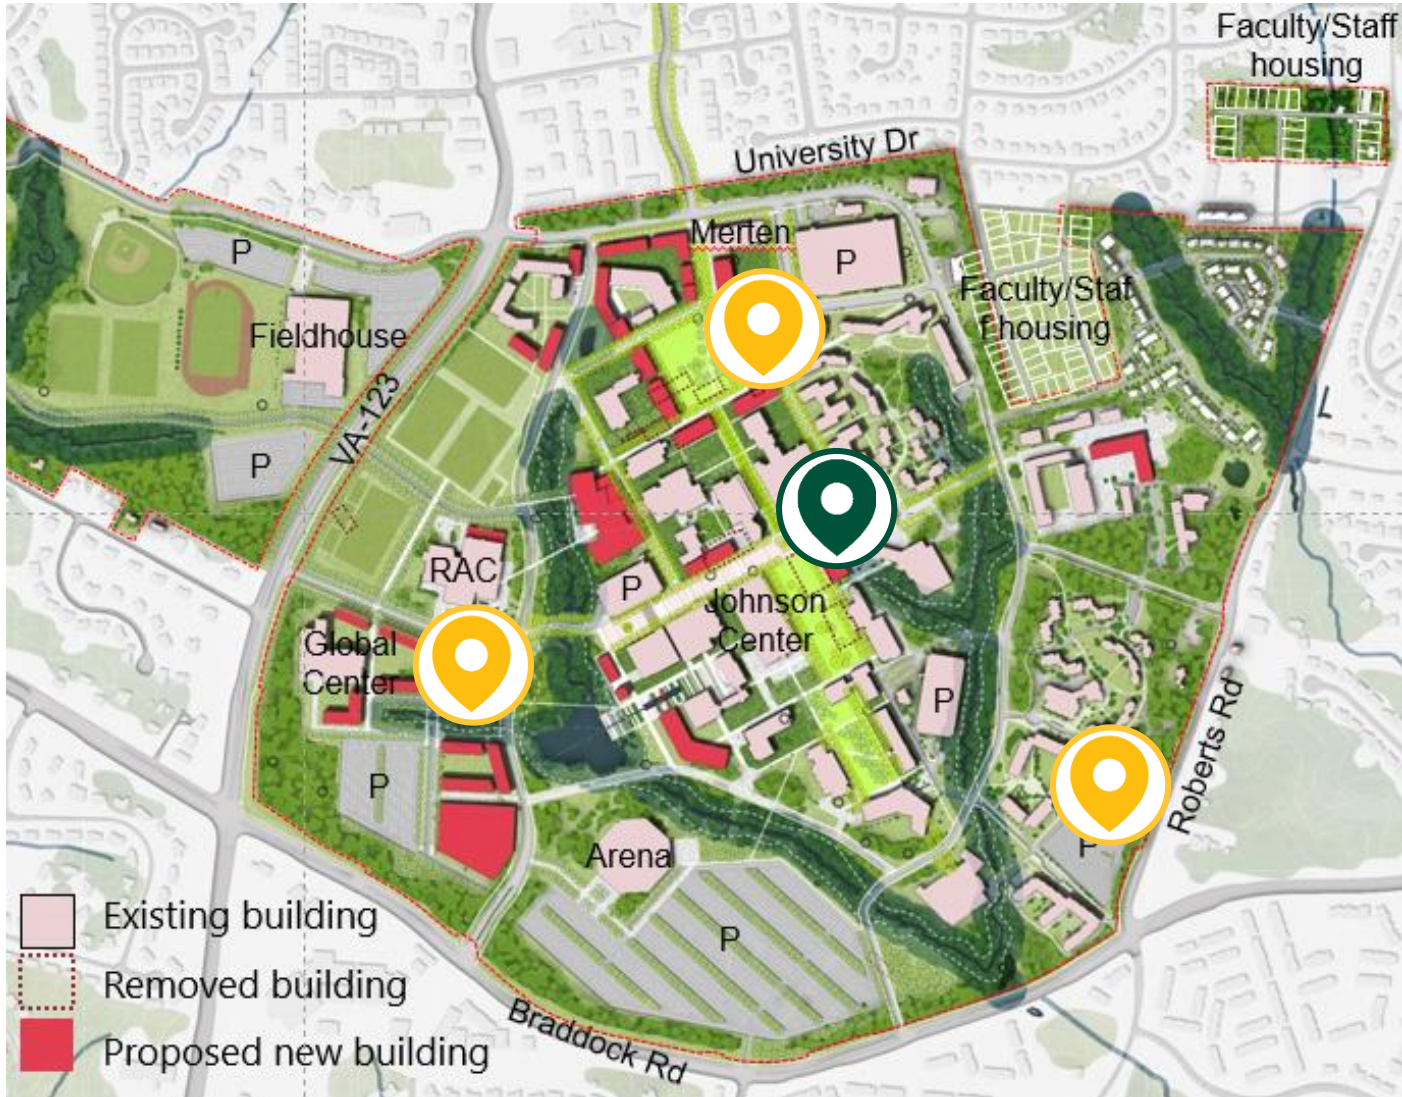 Faculty/Staff
housing
University Dr
Merten
P
P
Faculty/Staf
f housing
Fieldhouse
VA-123
P
RAC
P
Johnson
Center
Global
Center
P
P
Roberts Rd
P
Arena
P
Braddock Rd
Existing building
Removed building
Proposed new building